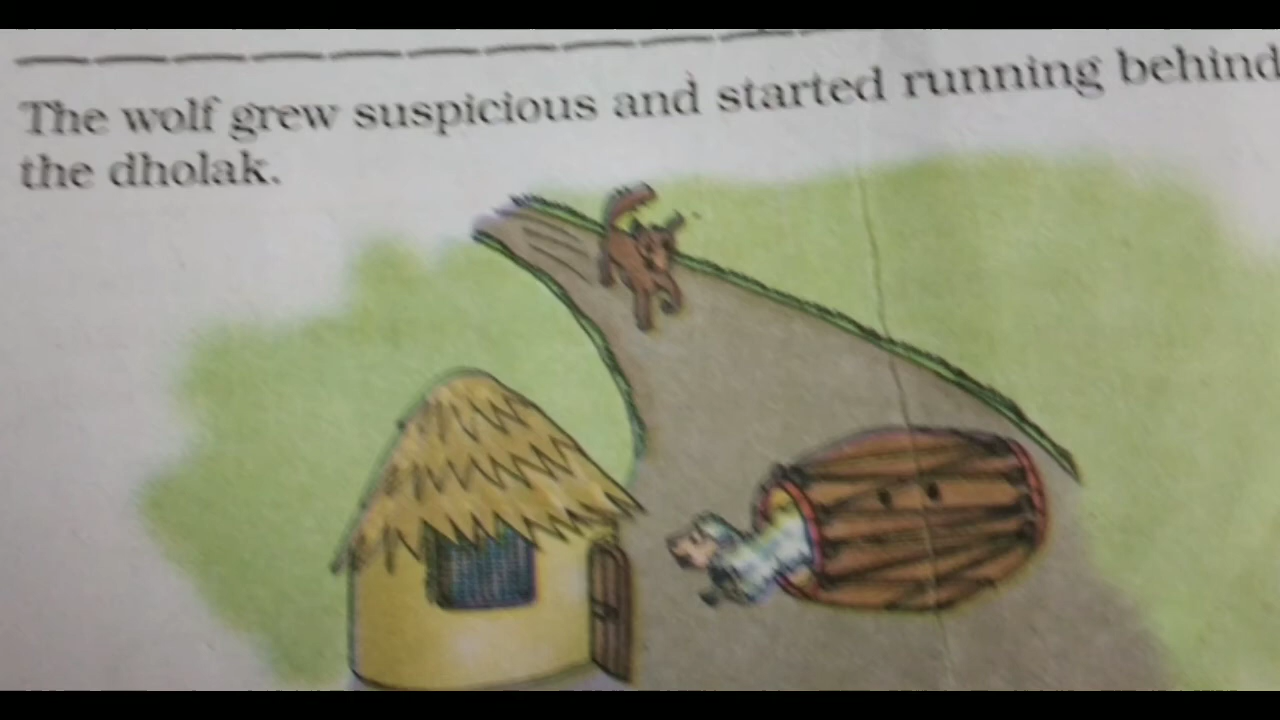 The wolf grew suspicious and started running behind
the dholak.